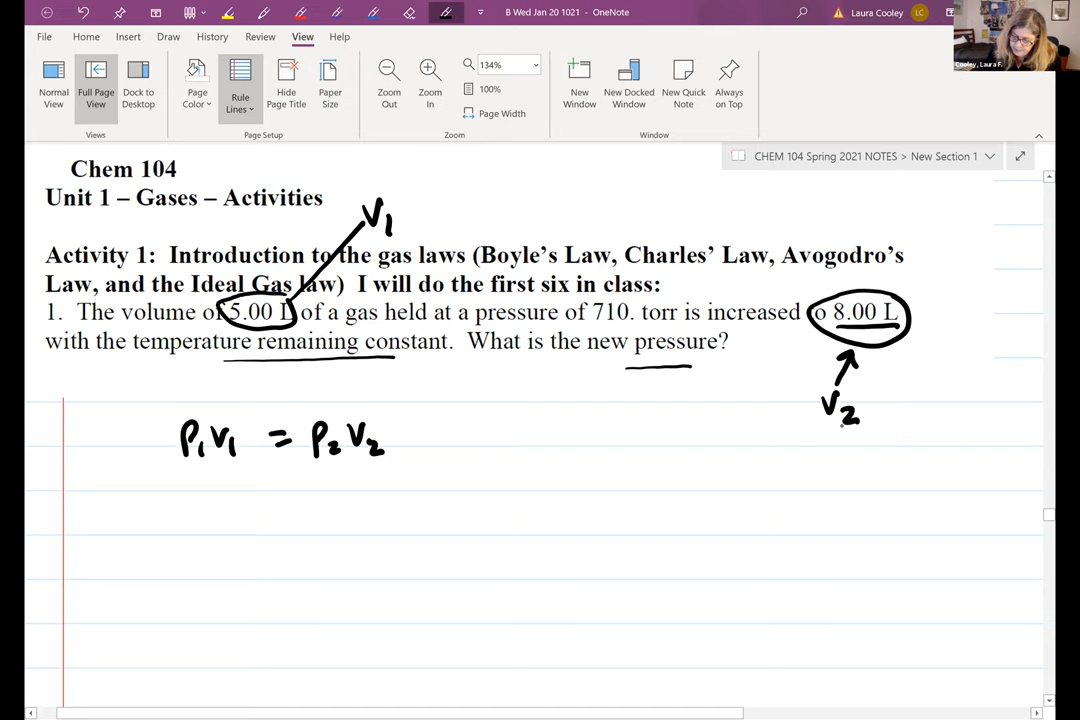 B Wed Jan 20 1021 - OneNote
Laura Cooley
LC
File Home Insert Draw History Review View Help
Normal View
Full Page View
Dock to Desktop
Page Color
Rule Lines
Hide Page Title
Paper Size
Zoom Out
Zoom In
134%
100%
Page Width
New Window
New Docked Window
New Quick Note
Always on Top
Views
Page Setup
Zoom
Window
Cooley, Laura F.
CHEM 104 Spring 2021 NOTES > New Section 1
Chem 104
Unit 1 – Gases – Activities
V1
Activity 1: Introduction to the gas laws (Boyle's Law, Charles' Law, Avogodro's
Law, and the Ideal Gas law) I will do the first six in class:
1. The volume of 5.00 L of a gas held at a pressure of 710. torr is increased to 8.00 L
with the temperature remaining constant. What is the new pressure?
V2
P1V1 = P2V2